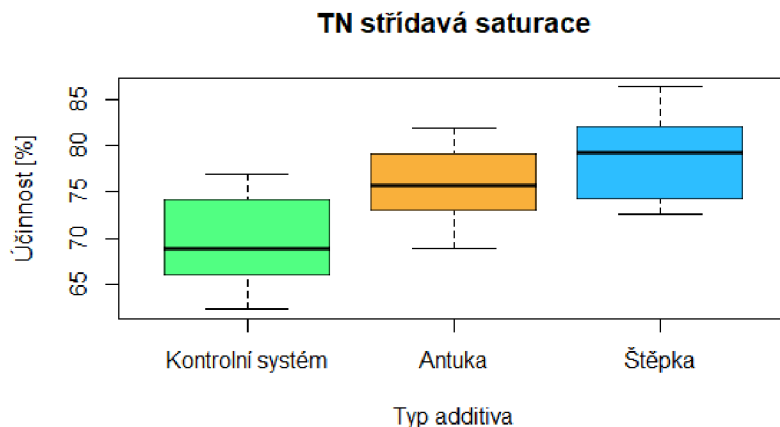 TN střídavá saturace
Účinnost [%]
85
80
75
70
65
Kontrolní systém
Antuka
Štěpka
Typ additiva